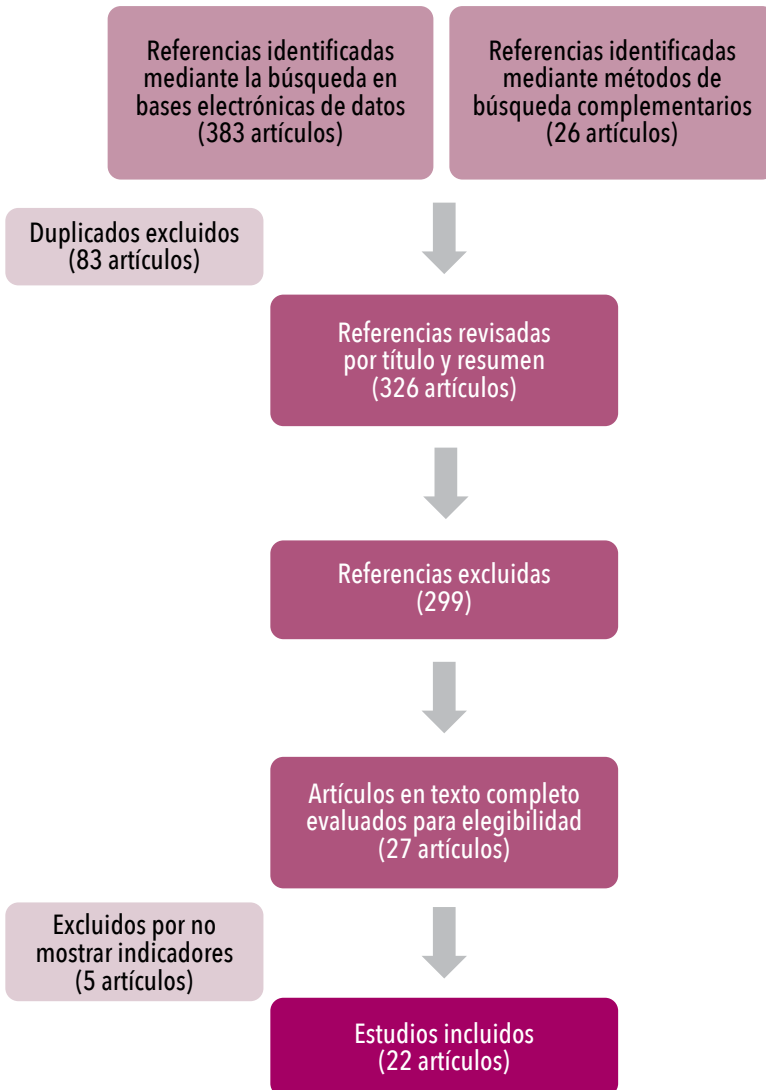 Referencias identificadas
mediante la búsqueda en
bases electrónicas de datos
(383 artículos)
Referencias identificadas
mediante métodos de
búsqueda complementarios
(26 artículos)
Duplicados excluidos
(83 artículos)
Referencias revisadas
por título y resumen
(326 artículos)
Referencias excluidas
(299)
Artículos en texto completo
evaluados para elegibilidad
(27 artículos)
Excluidos por no
mostrar indicadores
(5 artículos)
Estudios incluidos
(22 artículos)